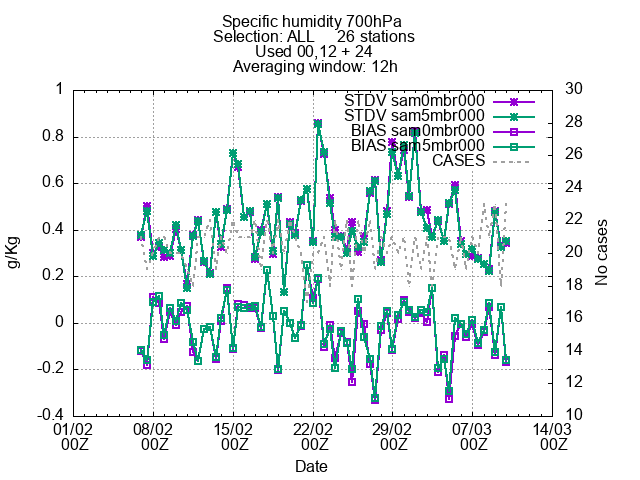 Specific humidity 700hPa
Selection: ALL 26 stations
Used 00,12 + 24
Averaging window: 12h
STDV sam0mbr000
STDV sam5mbr000
BIAS sam0mbr000
BIAS sam5mbr000
CASES
1
0.8
0.6
0.4
0.2
0
-0.2
-0.4
g/Kg
30
28
26
24
22
20
18
16
14
12
10
No cases
01/02 08/02 15/02 22/02 29/02 07/03 14/03
00Z 00Z 00Z 00Z 00Z 00Z 00Z
Date